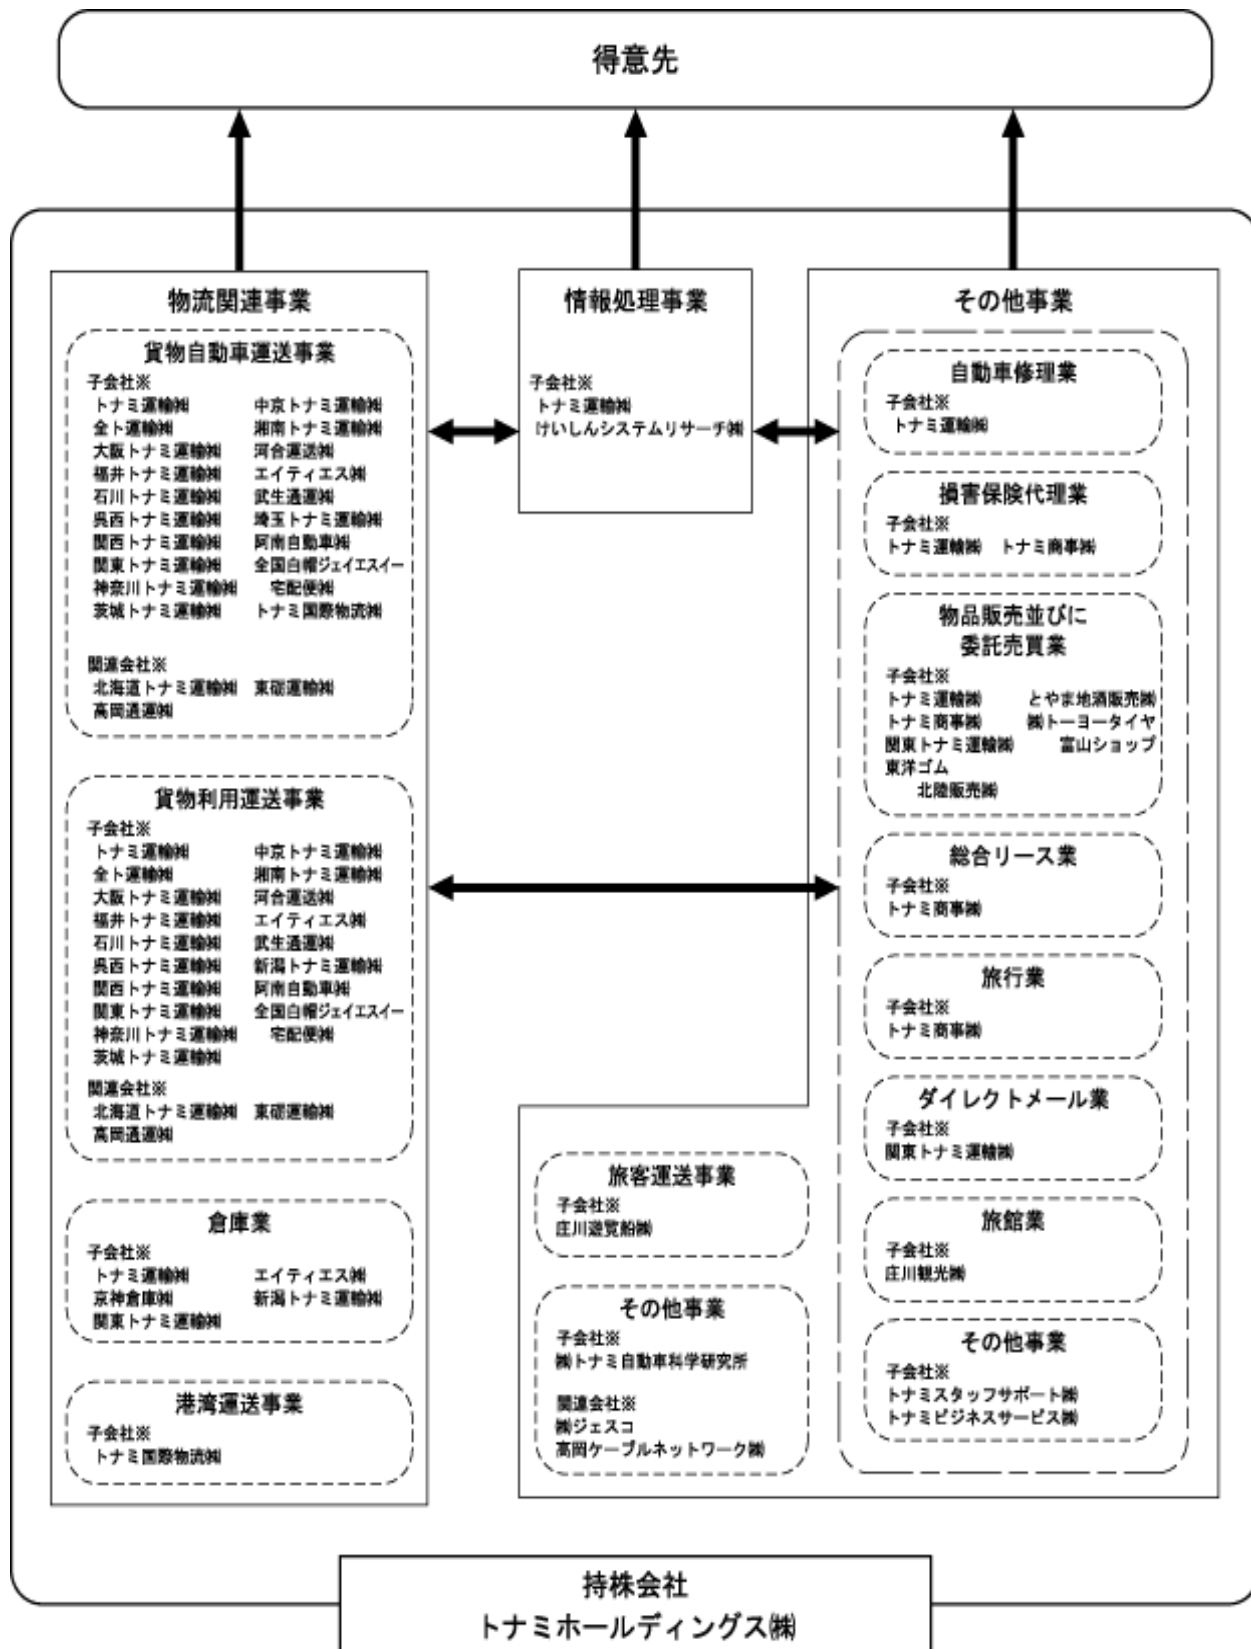 得意先
物流関連事業
貨物自動車運送事業
子会社※
トナミ運輸㈱　中京トナミ運輸㈱
全ト運輸㈱　湘南トナミ運輸㈱
大阪トナミ運輸㈱　河合運送㈱
福井トナミ運輸㈱　エイティエス㈱
石川トナミ運輸㈱　武生通運㈱
呉西トナミ運輸㈱　埼玉トナミ運輸㈱
関西トナミ運輸㈱　阿南自動車㈱
関東トナミ運輸㈱　全国白帽ジェイエスイー
神奈川トナミ運輸㈱　宅配便㈱
茨城トナミ運輸㈱　トナミ国際物流㈱
関連会社※
北海道トナミ運輸㈱　東砺運輸㈱
高岡通運㈱
貨物利用運送事業
子会社※
トナミ運輸㈱　中京トナミ運輸㈱
全ト運輸㈱　湘南トナミ運輸㈱
大阪トナミ運輸㈱　河合運送㈱
福井トナミ運輸㈱　エイティエス㈱
石川トナミ運輸㈱　武生通運㈱
呉西トナミ運輸㈱　新潟トナミ運輸㈱
関西トナミ運輸㈱　阿南自動車㈱
関東トナミ運輸㈱　全国白帽ジェイエスイー
神奈川トナミ運輸㈱　宅配便㈱
茨城トナミ運輸㈱
関連会社※
北海道トナミ運輸㈱　東砺運輸㈱
高岡通運㈱
倉庫業
子会社※
トナミ運輸㈱　エイティエス㈱
京神倉庫㈱　新潟トナミ運輸㈱
関東トナミ運輸㈱
港湾運送事業
子会社※
トナミ国際物流㈱
情報処理事業
子会社※
トナミ運輸㈱
けいしんシステムリサーチ㈱
その他事業
自動車修理業
子会社※
トナミ運輸㈱
損害保険代理業
子会社※
トナミ運輸㈱　トナミ商事㈱
物品販売並びに
委託売買業
子会社※
トナミ運輸㈱　とやま地酒販売㈱
トナミ商事㈱　㈱トーヨータイヤ
関東トナミ運輸㈱　富山ショップ
東洋ゴム
北陸販売㈱
総合リース業
子会社※
トナミ商事㈱
旅行業
子会社※
トナミ商事㈱
ダイレクトメール業
子会社※
関東トナミ運輸㈱
旅館業
子会社※
庄川観光㈱
その他事業
子会社※
トナミスタッフサポート㈱
トナミビジネスサービス㈱
旅客運送事業
子会社※
庄川遊覧船㈱
その他事業
子会社※
㈱トナミ自動車科学研究所
関連会社※
㈱ジェスコ
高岡ケーブルネットワーク㈱
持株会社
トナミホールディングス㈱